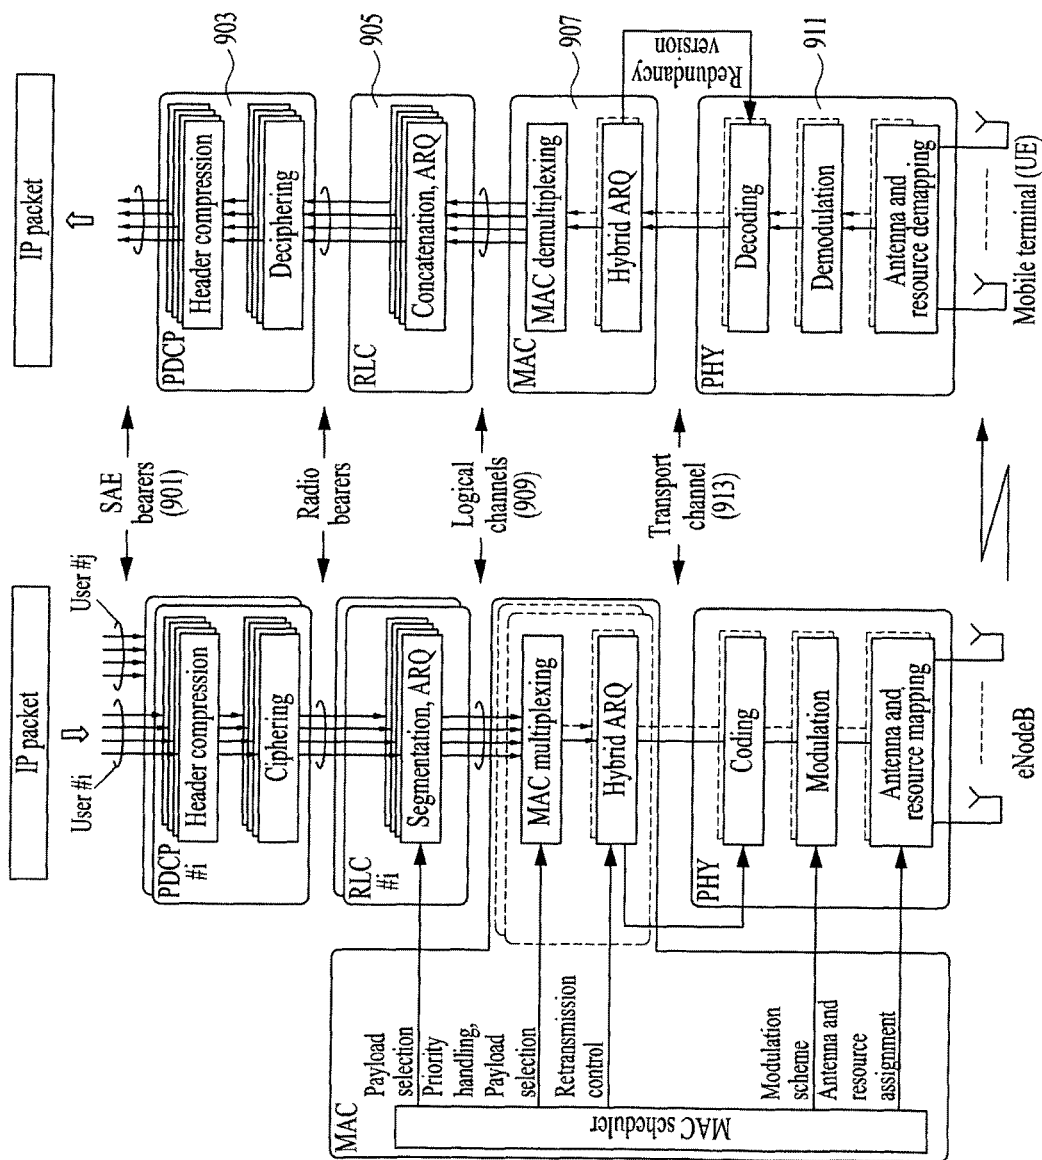 IP packet
User #i
User #j
PDCP
#i
Header compression
Ciphering
RLC
#i
Segmentation, ARQ
MAC multiplexing
Hybrid ARQ
PHY
Coding
Modulation
Antenna and
resource mapping
eNodeB
MAC
MAC scheduler
Payload
selection
Priority
handling,
Payload
selection
Retransmission
control
Modulation
scheme
Antenna and
resource
assignment
SAE
bearers
(901)
Radio
bearers
Logical
channels
(909)
Transport
channel
(913)
IP packet
903
PDCP
Header compression
Deciphering
905
RLC
Concatenation, ARQ
907
MAC
MAC demultiplexing
Hybrid ARQ
Redundancy
version
911
PHY
Decoding
Demodulation
Antenna and
resource demapping
Mobile terminal (UE)